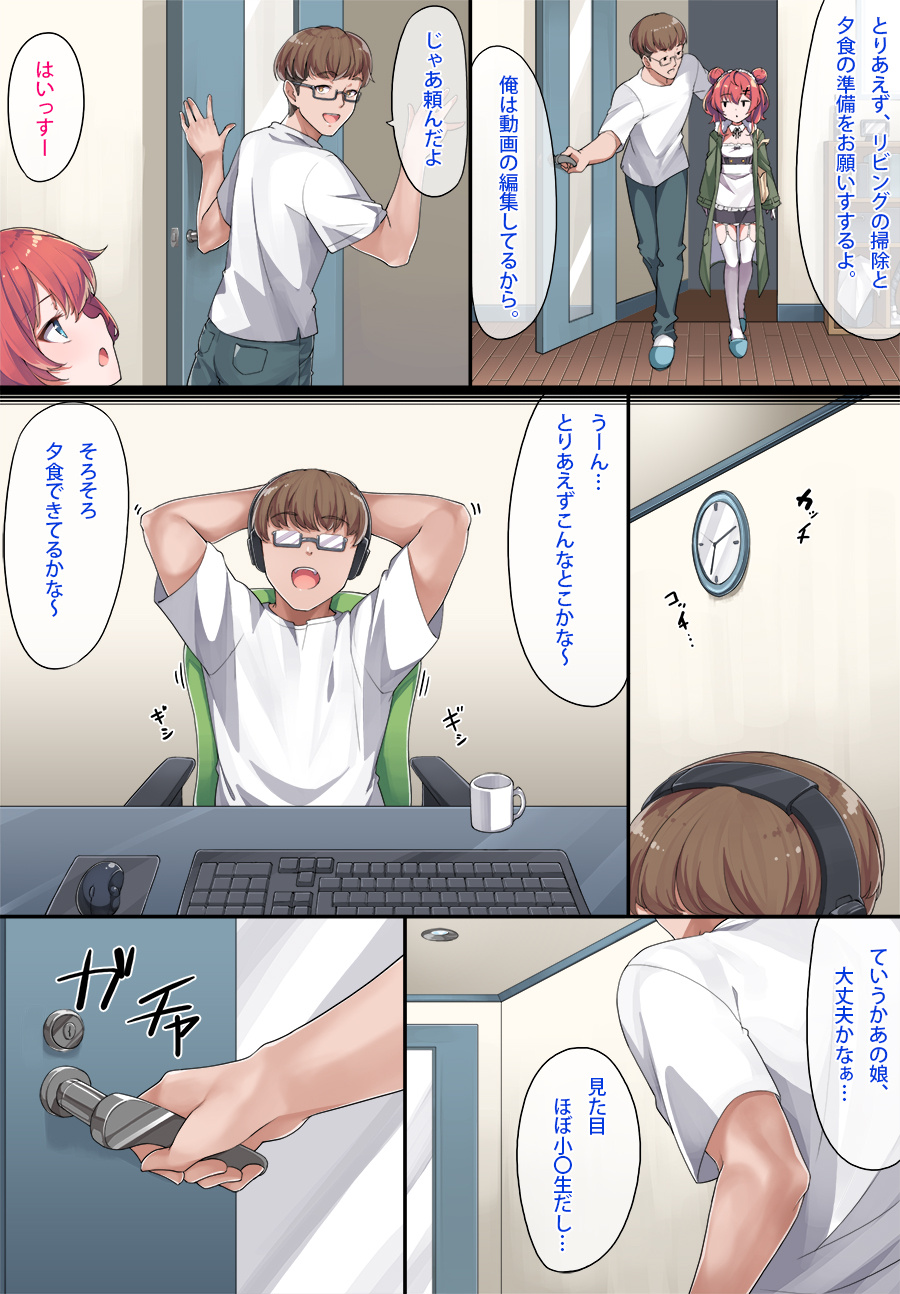 とりあえず、リビングの掃除と
夕食の準備をお願いすするよ。
俺は動画の編集してるから。
じゃあ頼んだよ
はいっすー
カッチ
コッチ…
うーん…
とりあえずこんなとこかな～
ギシ
ギシ
そろそろ
夕食できてるかな～
ていうかあの娘、
大丈夫かなぁ…
見た目
ほぼ小〇生だし…
ガチャ